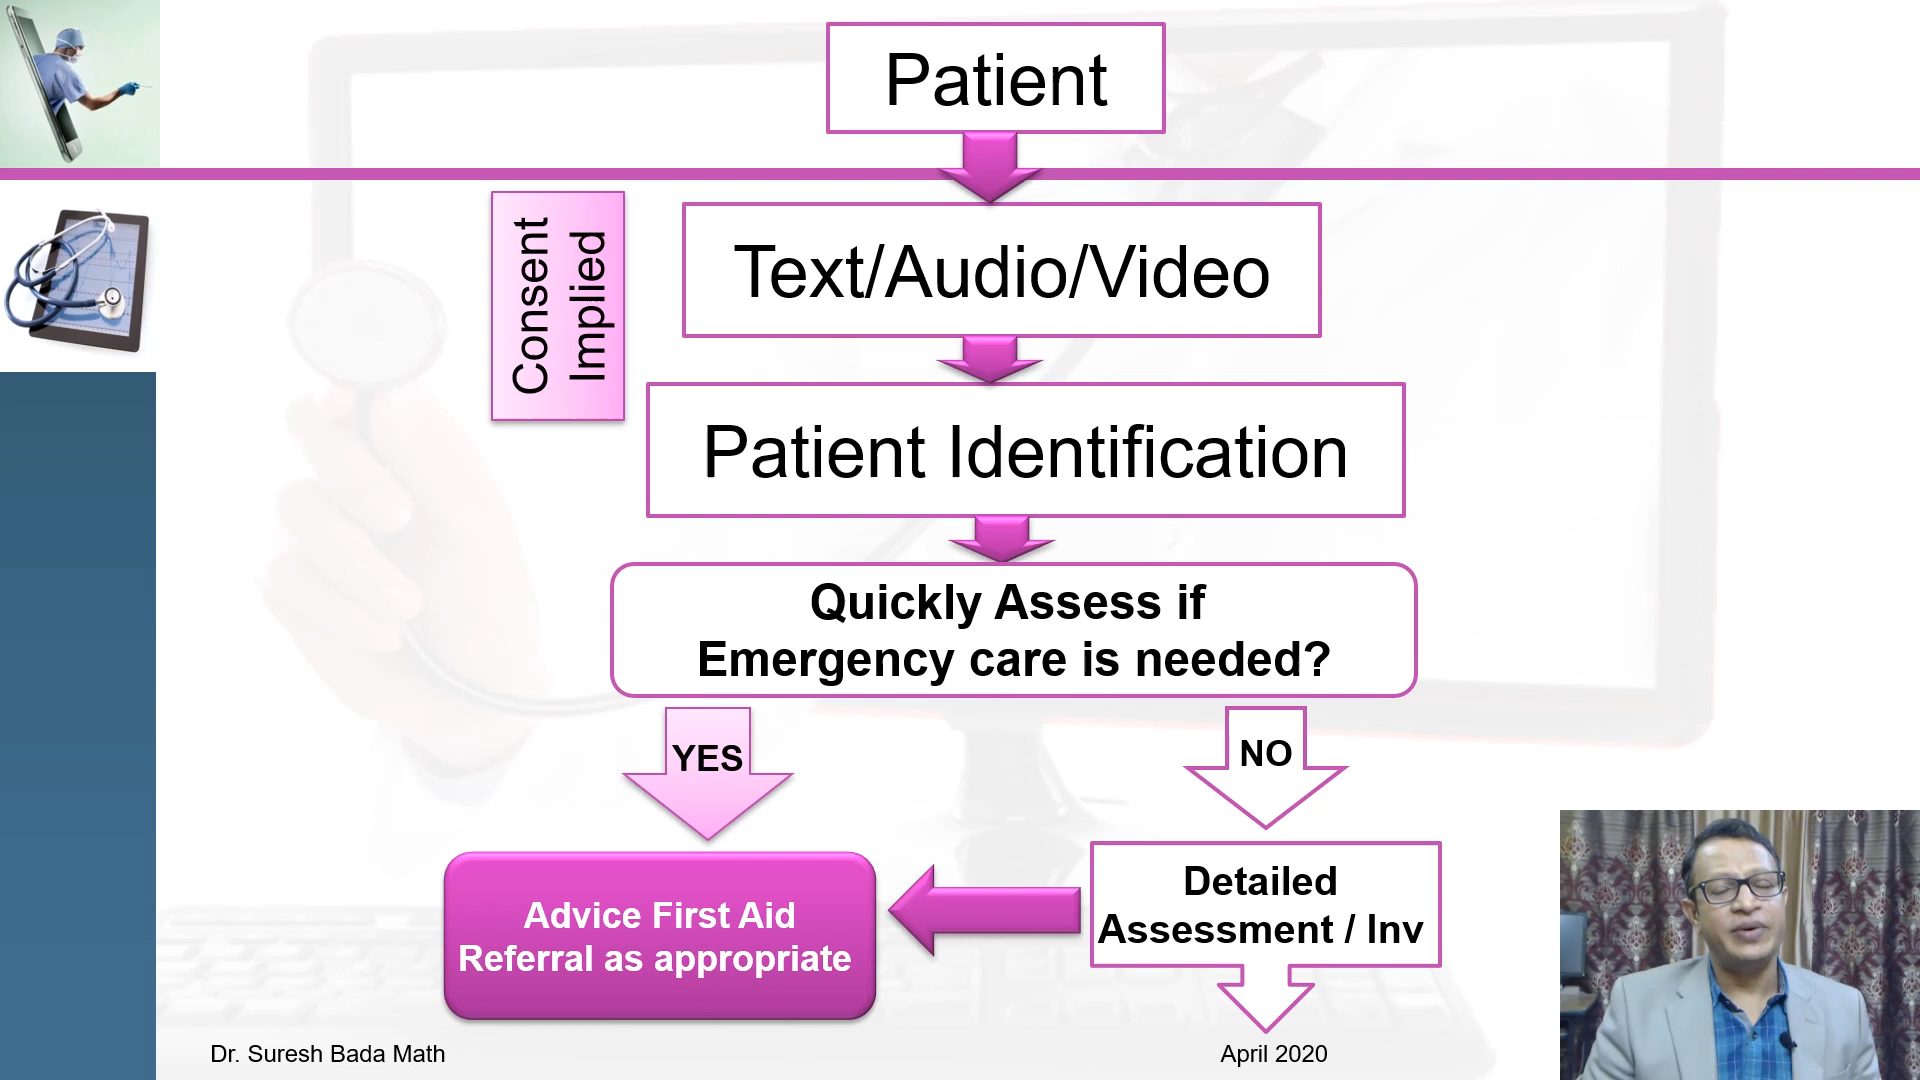 Patient
Consent
Implied
Text/Audio/Video
Patient Identification
Quickly Assess if
Emergency care is needed?
YES
NO
Advice First Aid
Referral as appropriate
Detailed
Assessment / Inv
Dr. Suresh Bada Math
April 2020